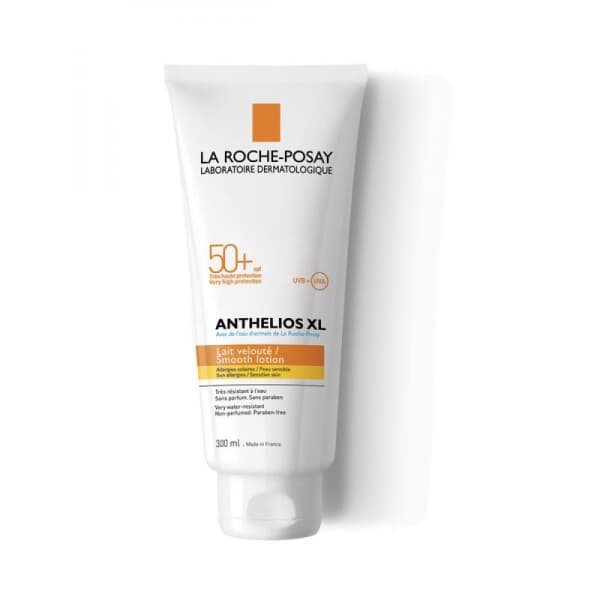 LA ROCHE-POSAY
LABORATOIRE DERMATOLOGIQUE
50+ spf
Très haute protection
Very high protection
UVB + UVA
ANTHELIOS XL
Avec de l'eau thermale de La Roche-Posay
Lait velouté /
Smooth lotion
Allergies solaires / Peau sensible
Sun allergies / Sensitive skin
Très résistant à l'eau
Sans parfum. Sans paraben
Very water-resistant
Non-perfumed. Paraben-free
300 ml. Made in France